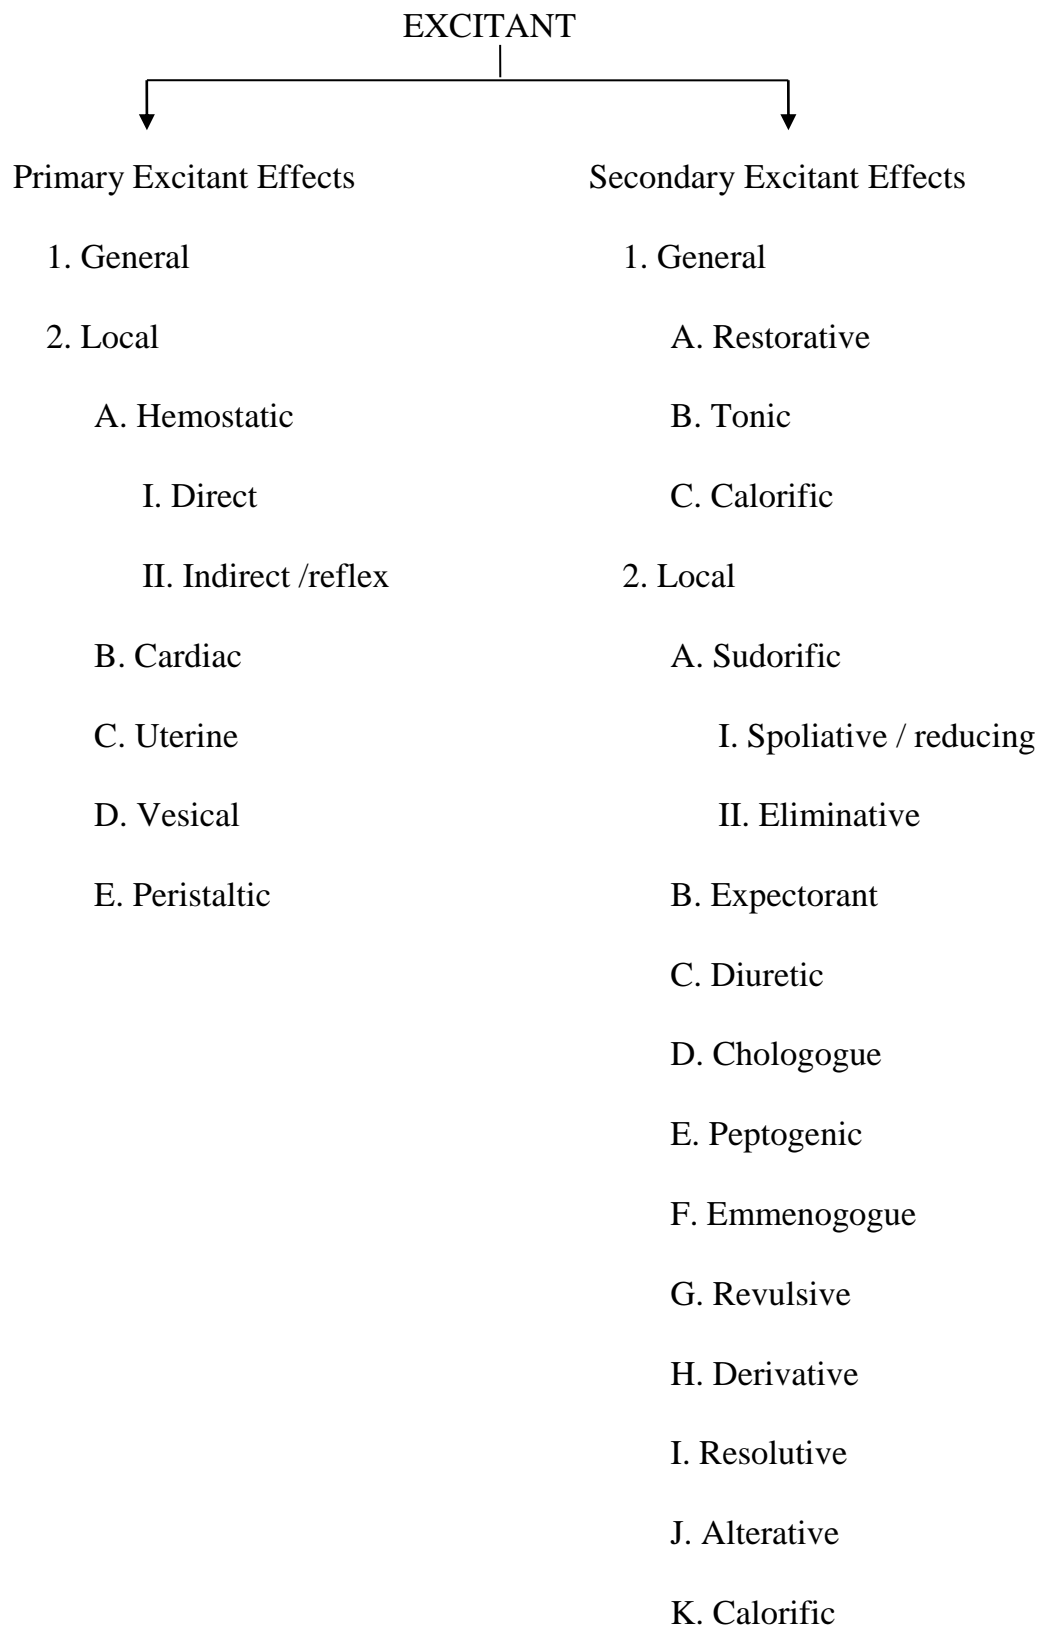 EXCITANT
Primary Excitant Effects
1. General
2. Local
A. Hemostatic
I. Direct
II. Indirect /reflex
B. Cardiac
C. Uterine
D. Vesical
E. Peristaltic
Secondary Excitant Effects
1. General
A. Restorative
B. Tonic
C. Calorific
2. Local
A. Sudorific
I. Spoliative / reducing
II. Eliminative
B. Expectorant
C. Diuretic
D. Chologogue
E. Peptogenic
F. Emmenogogue
G. Revulsive
H. Derivative
I. Resolutive
J. Alterative
K. Calorific